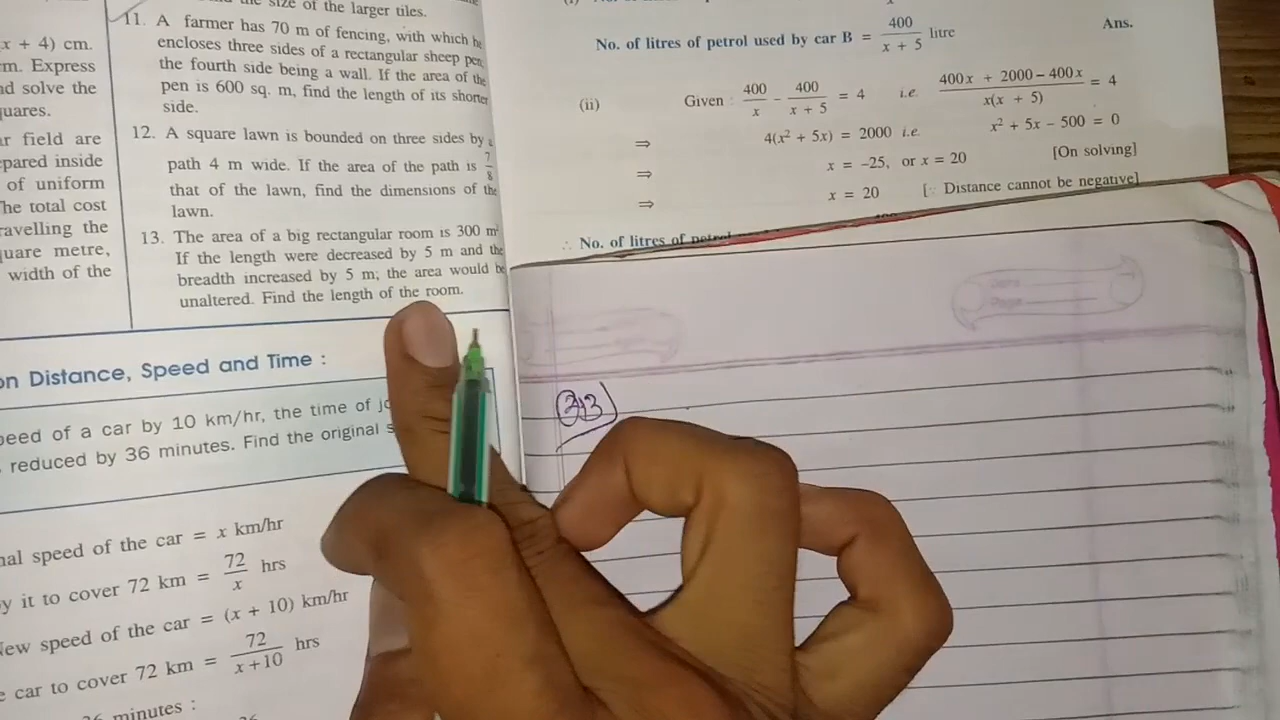 the size of the larger tiles.
11. A farmer has 70 m of fencing, with which he
encloses three sides of a rectangular sheep pen,
the fourth side being a wall. If the area of the
pen is 600 sq. m, find the length of its shorter
side.
12. A square lawn is bounded on three sides by a
path 4 m wide. If the area of the path is 7/8
that of the lawn, find the dimensions of the
lawn.
13. The area of a big rectangular room is 300 m²
If the length were decreased by 5 m and the
breadth increased by 5 m; the area would be
unaltered. Find the length of the room.
x + 4) cm.
m. Express
nd solve the
quares.
ar field are
pared inside
of uniform
The total cost
ravelling the
quare metre,
width of the
on Distance, Speed and Time :
peed of a car by 10 km/hr, the time of jo
reduced by 36 minutes. Find the original s
nal speed of the car = x km/hr
y it to cover 72 km = 72/x hrs
New speed of the car = (x + 10) km/hr
e car to cover 72 km = 72/x+10 hrs
minutes :
Ans.
No. of litres of petrol used by car B = 400/x + 5 litre
(ii) Given : 400/x − 400/x + 5 = 4 i.e. 400x + 2000 − 400x/x(x + 5) = 4
⇒ 4(x² + 5x) = 2000 i.e. x² + 5x − 500 = 0
⇒ x = −25, or x = 20 [On solving]
⇒ x = 20 [∵ Distance cannot be negative]
∴ No. of litres of petrol